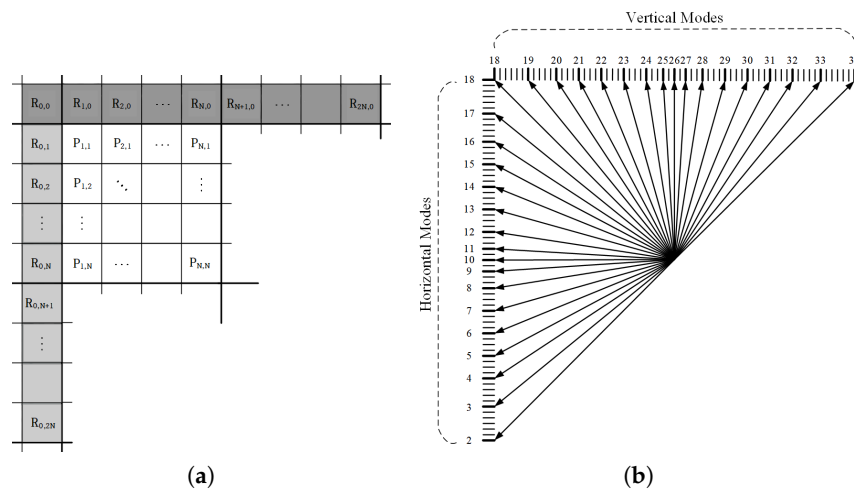 R0,0 R1,0 R2,0 ··· RN,0 RN+1,0 ··· R2N,0
R0,1 P1,1 P2,1 ··· PN,1
R0,2 P1,2 ⋱ ⋮
⋮ ⋮
R0,N P1,N ··· PN,N
R0,N+1
⋮
R0,2N
(a)
Vertical Modes
18 19 20 21 22 23 24 25 26 27 28 29 30 31 32 33 3
Horizontal Modes
18
17
16
15
14
13
12
11
10
9
8
7
6
5
4
3
2
(b)